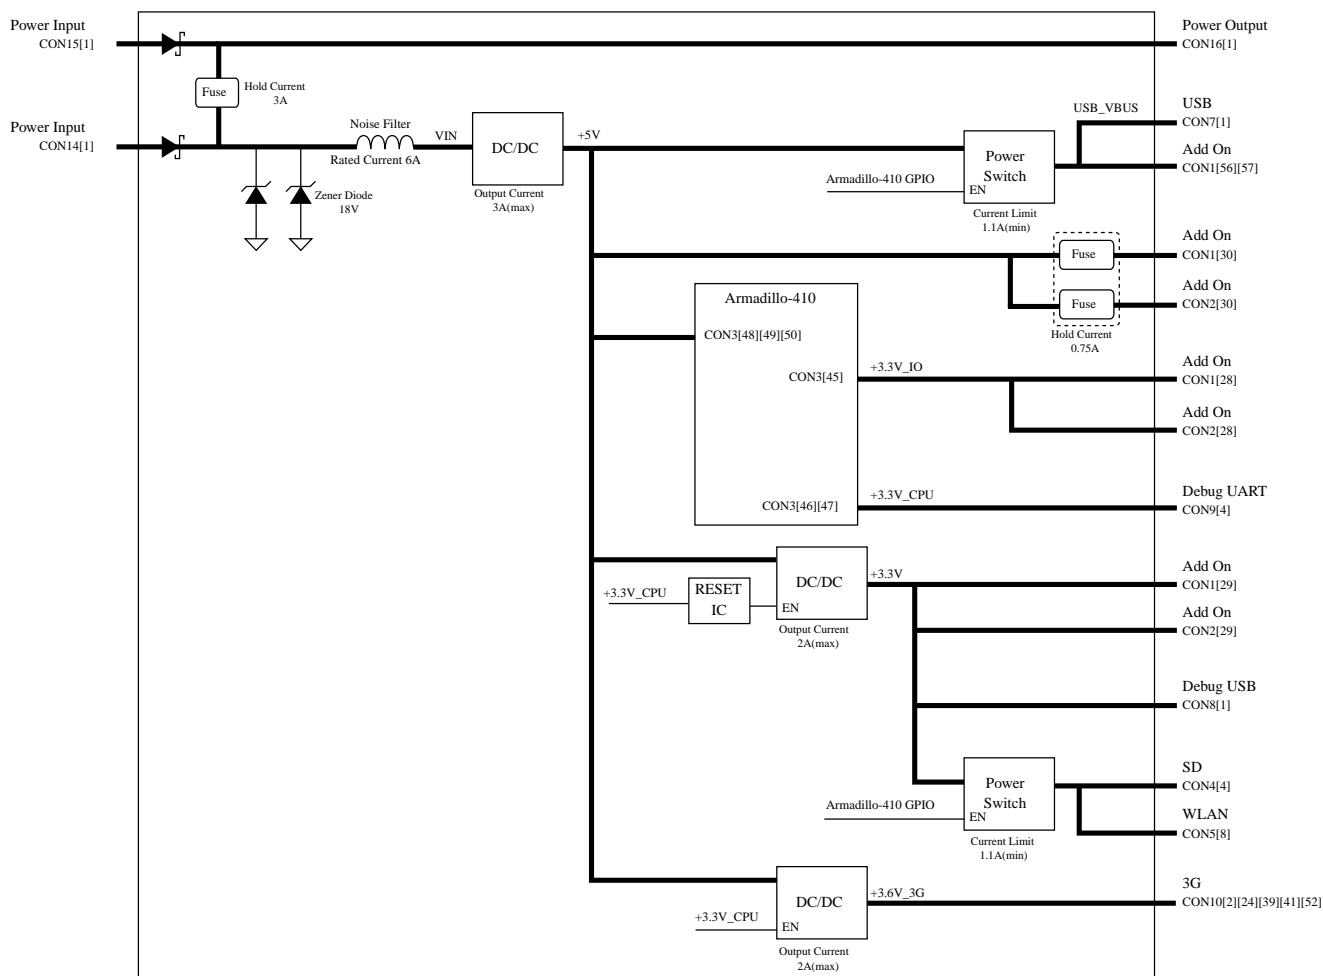 Power Input
CON15[1]
Power Output
CON16[1]
Fuse
Hold Current
3A
Power Input
CON14[1]
Noise Filter
Rated Current 6A
VIN
DC/DC
Output Current
3A(max)
+5V
Zener Diode
18V
Armadillo-410 GPIO
Power
Switch
EN
Current Limit
1.1A(min)
USB_VBUS
USB
CON7[1]
Add On
CON1[56][57]
Fuse
Add On
CON1[30]
Fuse
Add On
CON2[30]
Hold Current
0.75A
Armadillo-410
CON3[48][49][50]
CON3[45]
+3.3V_IO
Add On
CON1[28]
Add On
CON2[28]
CON3[46][47]
+3.3V_CPU
Debug UART
CON9[4]
+3.3V_CPU
RESET
IC
DC/DC
EN
Output Current
2A(max)
+3.3V
Add On
CON1[29]
Add On
CON2[29]
Debug USB
CON8[1]
Armadillo-410 GPIO
Power
Switch
EN
Current Limit
1.1A(min)
SD
CON4[4]
WLAN
CON5[8]
+3.3V_CPU
DC/DC
EN
Output Current
2A(max)
+3.6V_3G
3G
CON10[2][24][39][41][52]